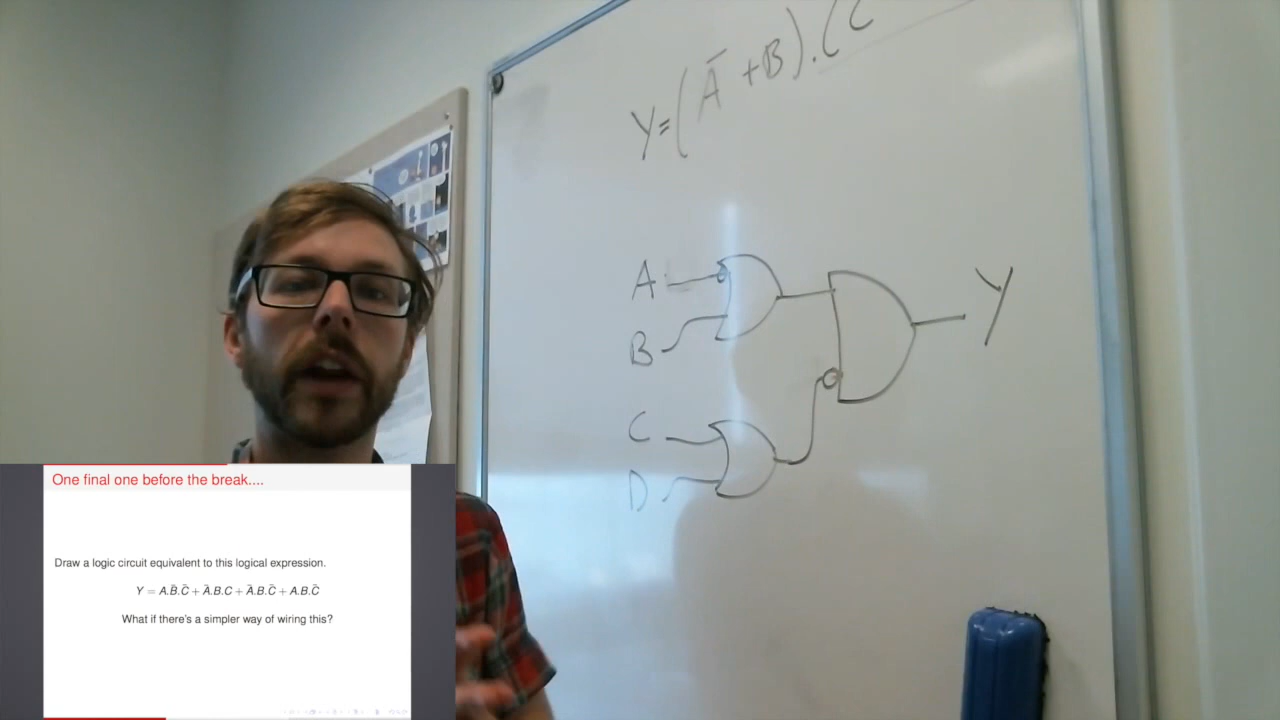 Y=(A̅+B).(C
A
B
C
D
Y
One final one before the break....
Draw a logic circuit equivalent to this logical expression.
Y = A.B̅.C̅ + A̅.B.C + A̅.B.C̅ + A.B.C̅
What if there's a simpler way of wiring this?